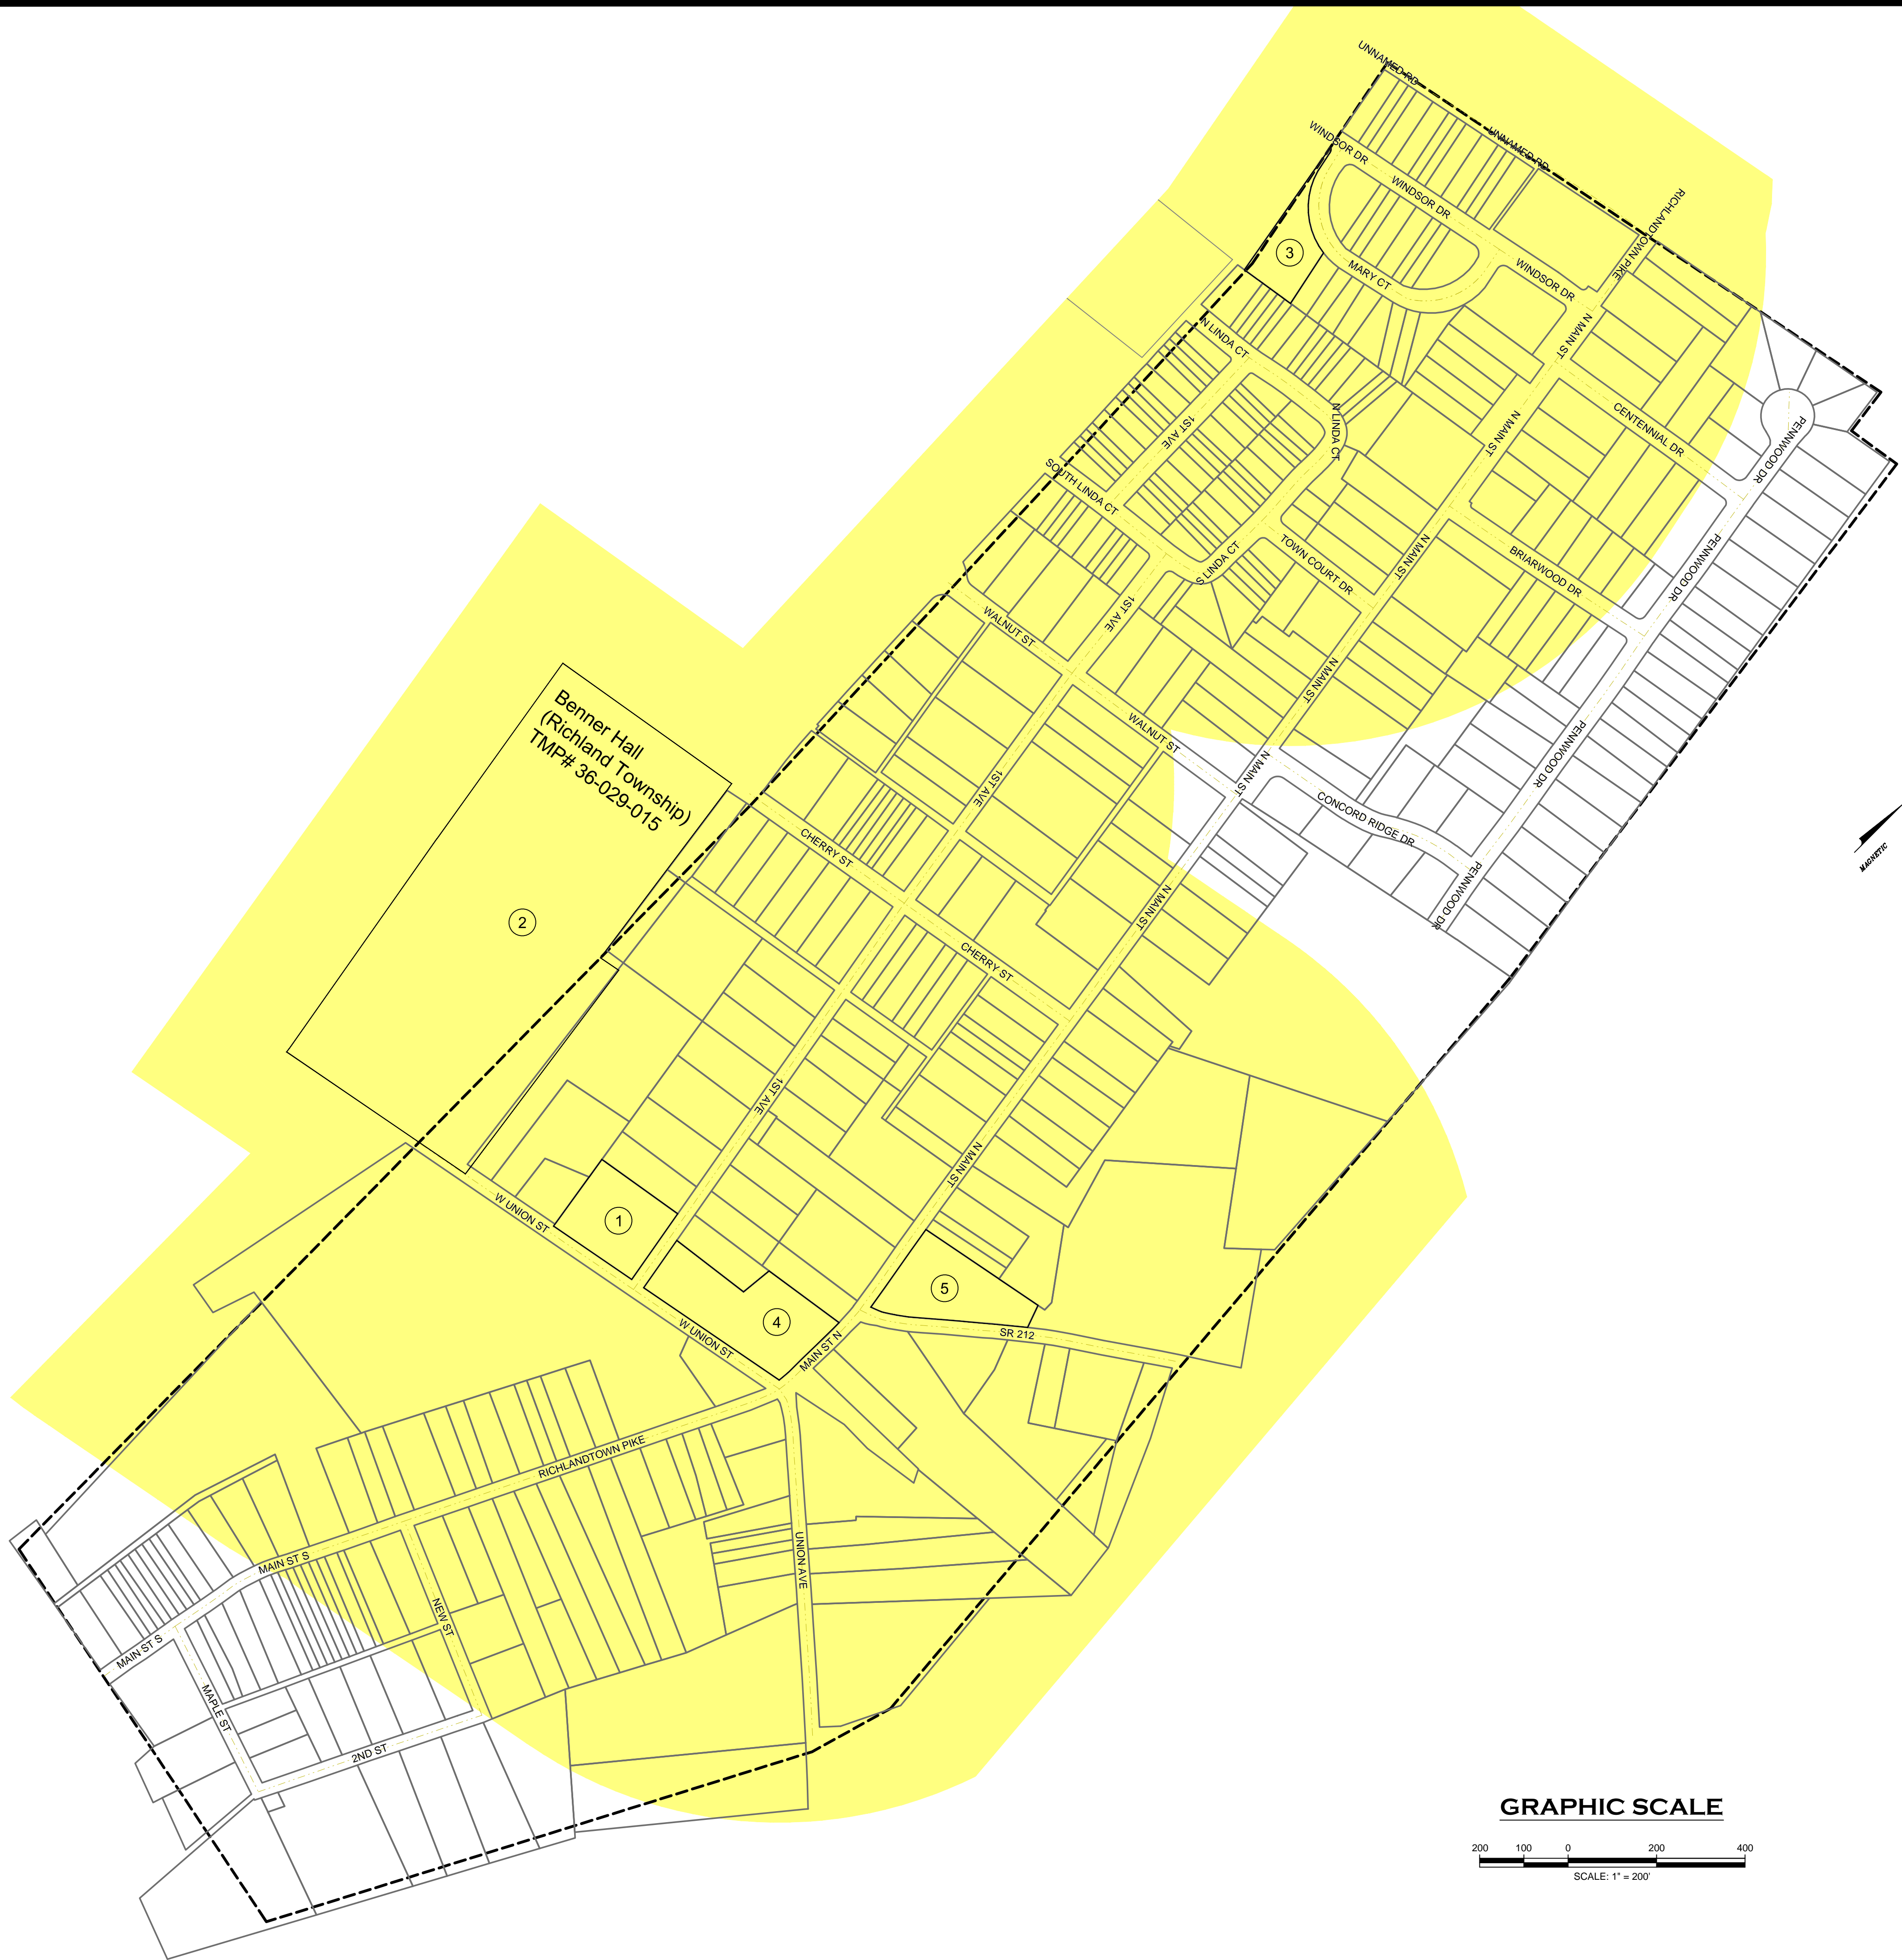 UNNAMED RD
UNNAMED RD
WINDSOR DR
WINDSOR DR
RICHLANDTOWN PIKE
3
MARY CT
WINDSOR DR
N LINDA CT
N MAIN ST
1ST AVE
N LINDA CT
N MAIN ST
CENTENNIAL DR
PENNWOOD DR
SOUTH LINDA CT
S LINDA CT
TOWN COURT DR
N MAIN ST
BRIARWOOD DR
PENNWOOD DR
WALNUT ST
1ST AVE
N MAIN ST
WALNUT ST
N MAIN ST
PENNWOOD DR
CONCORD RIDGE DR
PENNWOOD DR
Benner Hall
(Richland Township)
TMP# 36-029-015
1ST AVE
CHERRY ST
MAGNETIC
2
N MAIN ST
CHERRY ST
1ST AVE
N MAIN ST
W UNION ST
1
5
4
W UNION ST
MAIN ST N
SR 212
RICHLANDTOWN PIKE
MAIN ST S
UNION AVE
NEW ST
MAIN ST S
MAPLE ST
2ND ST
GRAPHIC SCALE
200 100 0 200 400
SCALE: 1" = 200'